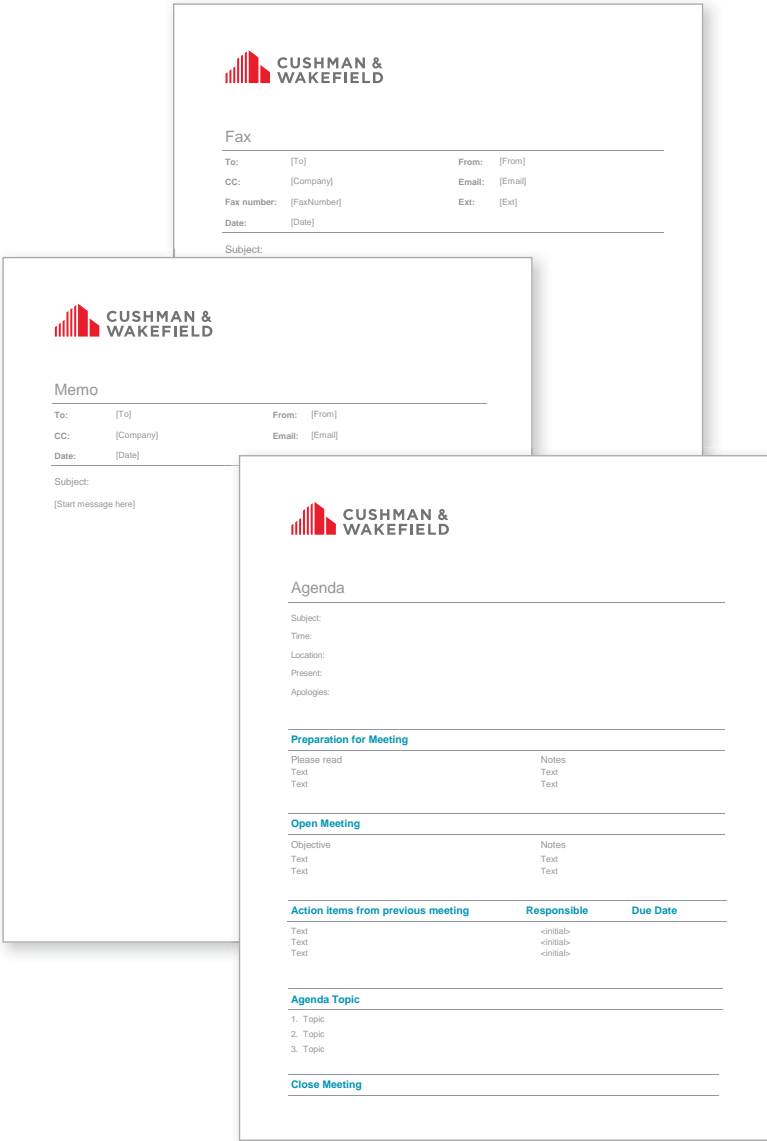 CUSHMAN &
WAKEFIELD
Fax
To: [To] From: [From]
CC: [Company] Email: [Email]
Fax number: [FaxNumber] Ext: [Ext]
Date: [Date]
Subject:
CUSHMAN &
WAKEFIELD
Memo
To: [To] From: [From]
CC: [Company] Email: [Email]
Date: [Date]
Subject:
[Start message here]
CUSHMAN &
WAKEFIELD
Agenda
Subject:
Time:
Location:
Present:
Apologies:
Preparation for Meeting
Please read Notes
Text Text
Text Text
Open Meeting
Objective Notes
Text Text
Text Text
Action items from previous meeting Responsible Due Date
Text <initial>
Text <initial>
Text <initial>
Agenda Topic
1. Topic
2. Topic
3. Topic
Close Meeting